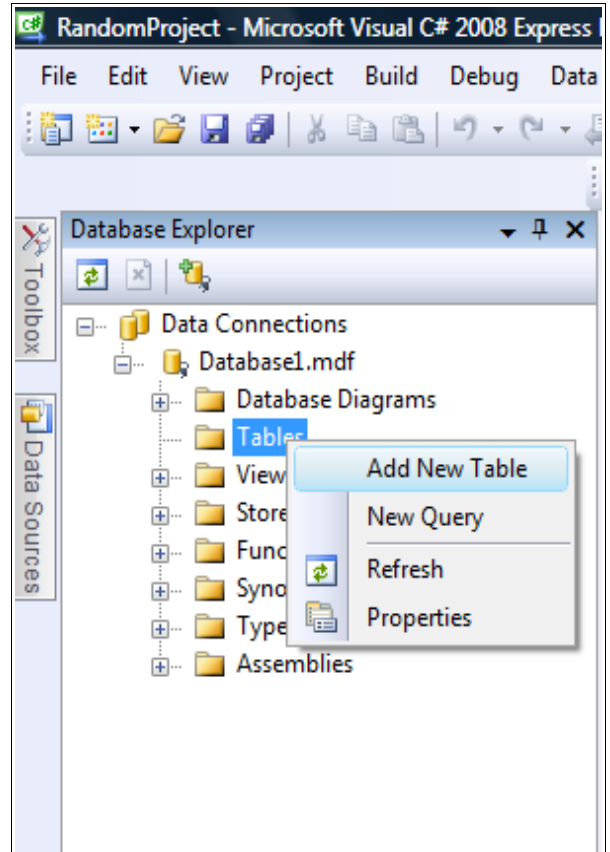 RandomProject - Microsoft Visual C# 2008 Express
File Edit View Project Build Debug Data
Database Explorer
Toolbox
Data Sources
Data Connections
Database1.mdf
Database Diagrams
Tables
View
Store
Func
Syno
Type
Assemblies
Add New Table
New Query
Refresh
Properties